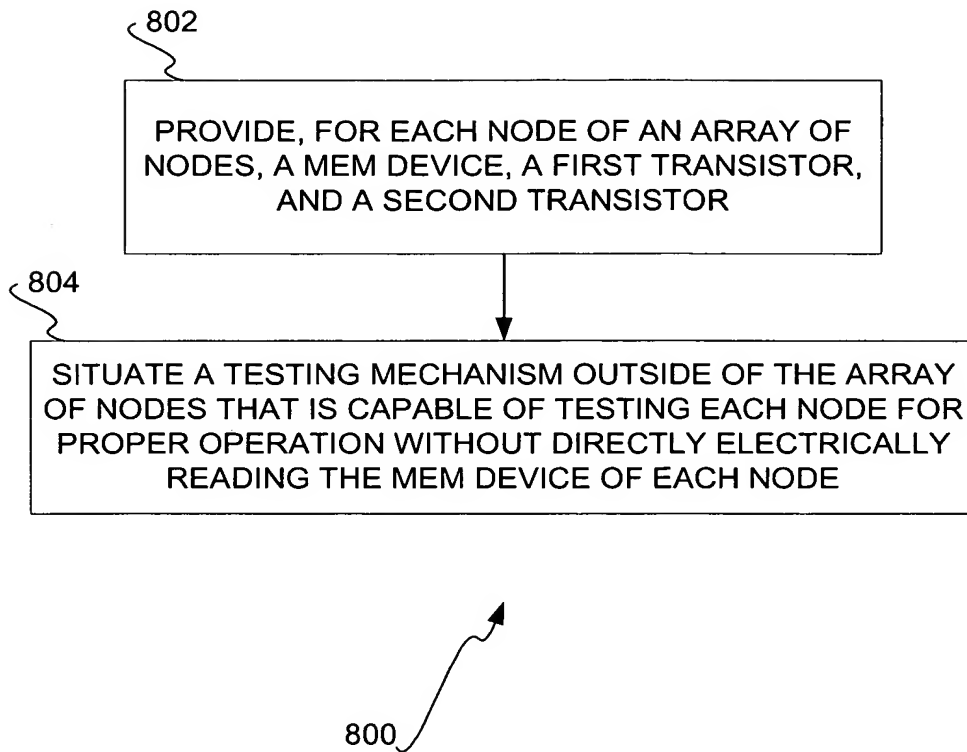 802
PROVIDE, FOR EACH NODE OF AN ARRAY OF
NODES, A MEM DEVICE, A FIRST TRANSISTOR,
AND A SECOND TRANSISTOR
804
SITUATE A TESTING MECHANISM OUTSIDE OF THE ARRAY
OF NODES THAT IS CAPABLE OF TESTING EACH NODE FOR
PROPER OPERATION WITHOUT DIRECTLY ELECTRICALLY
READING THE MEM DEVICE OF EACH NODE
800